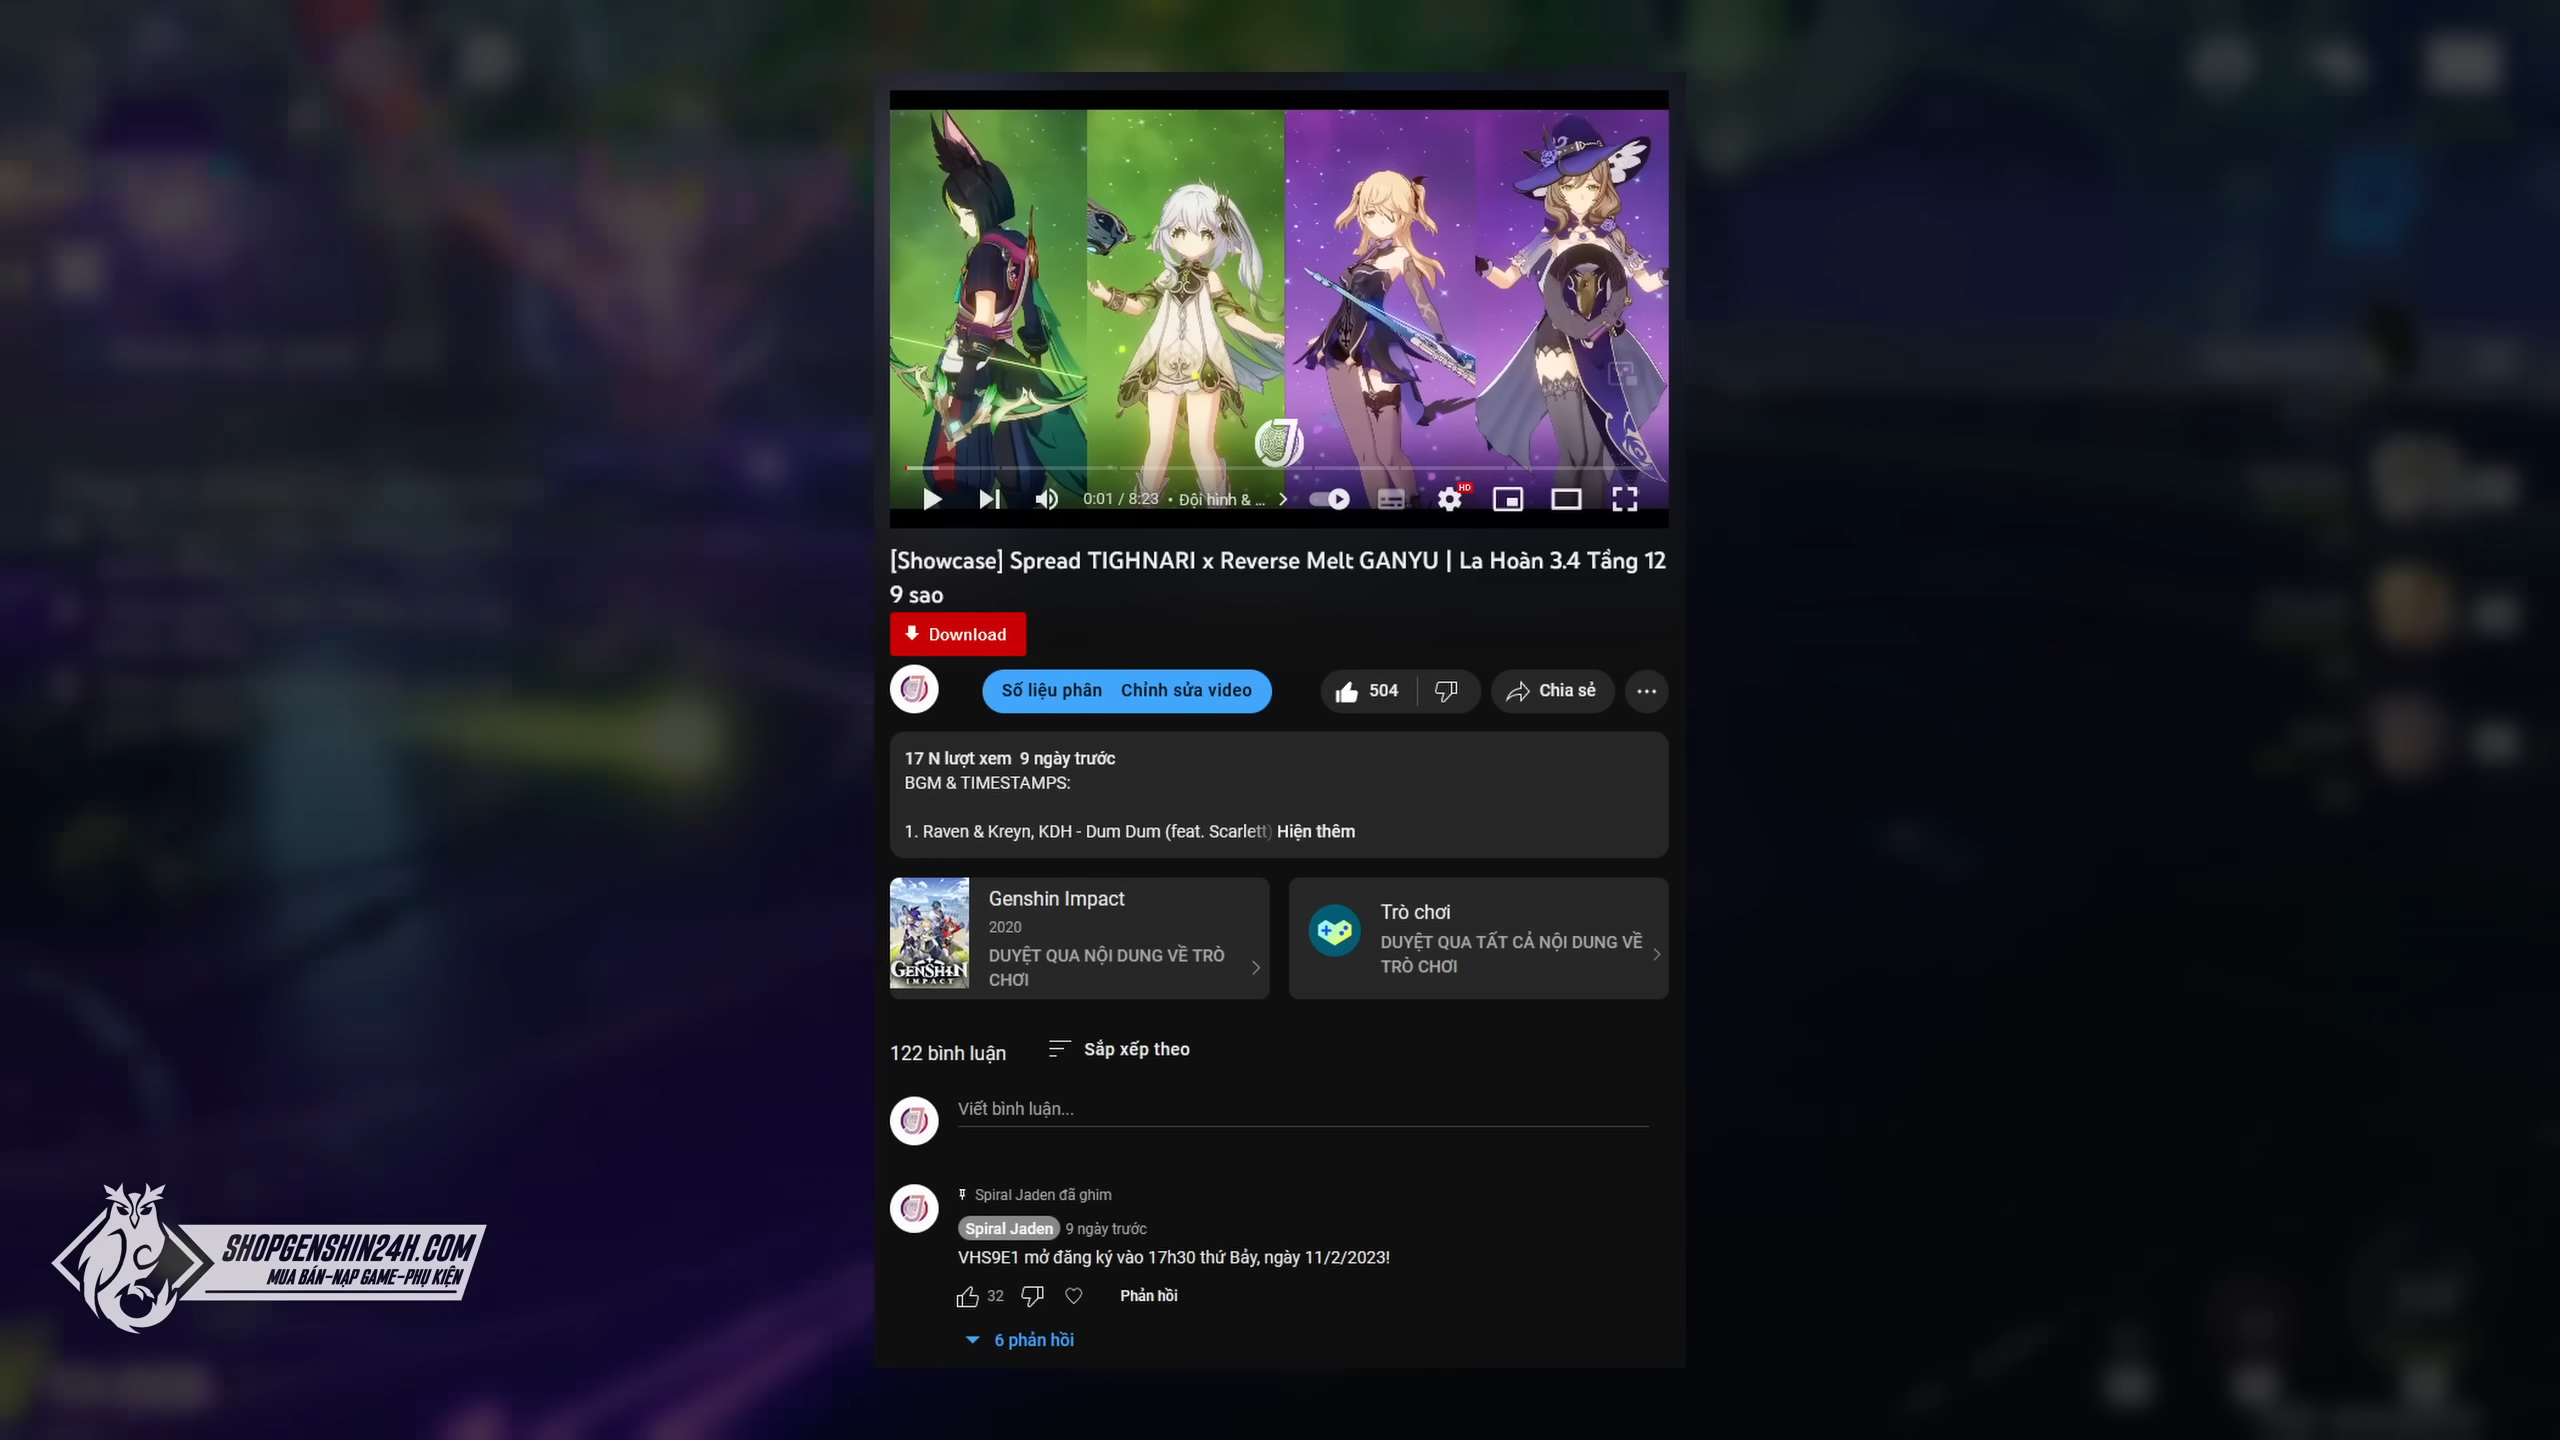 0:01 / 8:23 • Đội hình & ...
HD
[Showcase] Spread TIGHNARI x Reverse Melt GANYU | La Hoàn 3.4 Tầng 12
9 sao
Download
Số liệu phân Chỉnh sửa video
504
Chia sẻ
17 N lượt xem 9 ngày trước
BGM & TIMESTAMPS:
1. Raven & Kreyn, KDH - Dum Dum (feat. Scarlett) Hiện thêm
Genshin Impact
2020
DUYỆT QUA NỘI DUNG VỀ TRÒ
CHƠI
GENSHIN
IMPACT
Trò chơi
DUYỆT QUA TẤT CẢ NỘI DUNG VỀ
TRÒ CHƠI
122 bình luận
Sắp xếp theo
Viết bình luận...
Spiral Jaden đã ghim
Spiral Jaden 9 ngày trước
VHS9E1 mở đăng ký vào 17h30 thứ Bảy, ngày 11/2/2023!
32
Phản hồi
6 phản hồi
SHOPGENSHIN24H.COM
MUA BÁN-NẠP GAME-PHỤ KIỆN